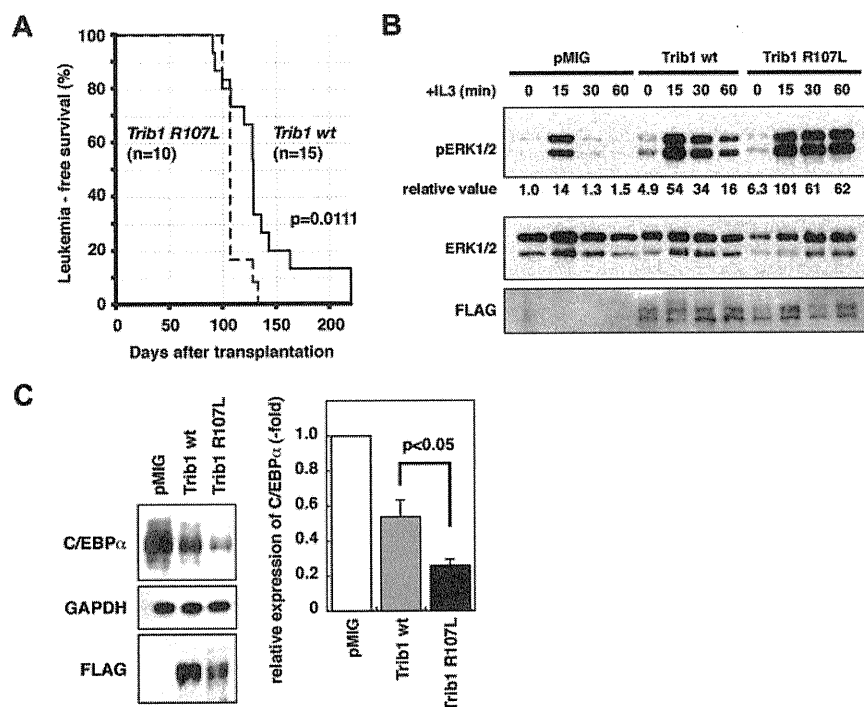 A
Leukemia - free survival (%)
100
80
60
40
20
0
Trib1 R107L
(n=10)
Trib1 wt
(n=15)
p=0.0111
0 50 100 150 200
Days after transplantation
B
pMIG Trib1 wt Trib1 R107L
+IL3 (min) 0 15 30 60 0 15 30 60 0 15 30 60
pERK1/2
relative value 1.0 14 1.3 1.5 4.9 54 34 16 6.3 101 61 62
ERK1/2
FLAG
C
pMIG
Trib1 wt
Trib1 R107L
C/EBPα
GAPDH
FLAG
relative expression of C/EBPα (-fold)
1.0
0.8
0.6
0.4
0.2
0
p<0.05
pMIG
Trib1 wt
Trib1 R107L